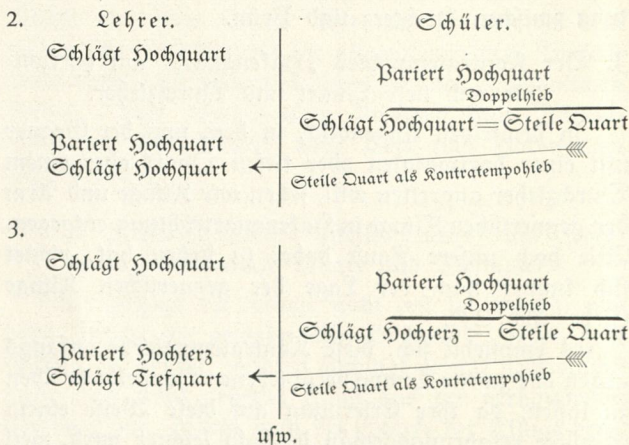 2. Lehrer. Schüler.
Schlägt Hochquart
Pariert Hochquart
Doppelhieb
Schlägt Hochquart=Steile Quart
Pariert Hochquart
Schlägt Hochquart
Steile Quart als Kontratempohieb
3.
Schlägt Hochquart
Pariert Hochquart
Doppelhieb
Schlägt Hochterz = Steile Quart
Pariert Hochterz
Schlägt Tiefquart
Steile Quart als Kontratempohieb
usw.